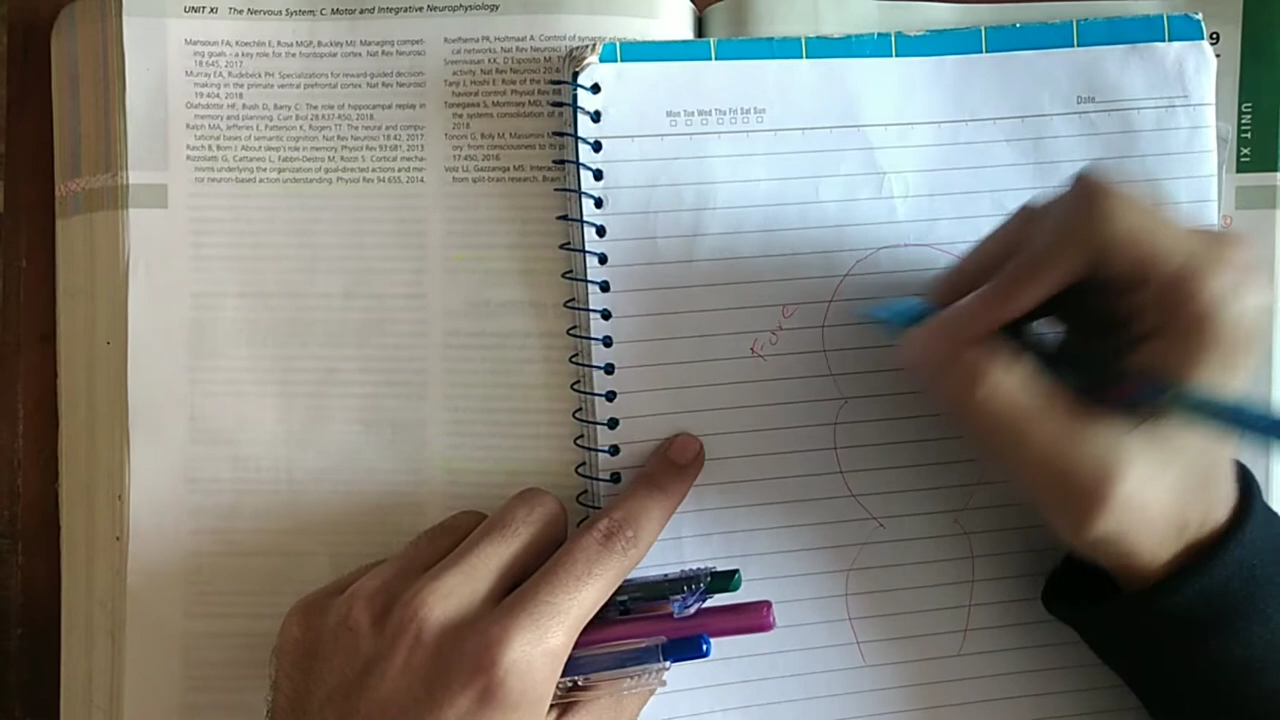 UNIT XI The Nervous System; C. Motor and Integrative Neurophysiology
Mansouri FA, Koechlin E, Rosa MGP, Buckley MJ: Managing compet-
ing goals – a key role for the frontopolar cortex. Nat Rev Neurosci
18:645, 2017.
Murray EA, Rudebeck PH: Specializations for reward-guided decision-
making in the primate ventral prefrontal cortex. Nat Rev Neurosci
19:404, 2018.
Ólafsdóttir HF, Bush D, Barry C: The role of hippocampal replay in
memory and planning. Curr Biol 28:R37-R50, 2018.
Ralph MA, Jefferies E, Patterson K, Rogers TT: The neural and compu-
tational bases of semantic cognition. Nat Rev Neurosci 18:42, 2017.
Rasch B, Born J: About sleep's role in memory. Physiol Rev 93:681, 2013.
Rizzolatti G, Cattaneo L, Fabbri-Destro M, Rozzi S: Cortical mecha-
nisms underlying the organization of goal-directed actions and mir-
ror neuron-based action understanding. Physiol Rev 94:655, 2014.
Roelfsema PR, Holtmaat A: Control of synaptic
cal networks. Nat Rev Neurosci
Sreenivasan KK, D'Esposito M:
activity. Nat Rev Neurosci 20:4
Tanji J, Hoshi E: Role of the
havioral control. Physiol Rev 88
Tonegawa S, Morrissey MD,
the systems consolidation of
2018.
Tononi G, Boly M, Massimini
ory: from consciousness to its
17:450, 2016.
Volz LJ, Gazzaniga MS: Interaction
from split-brain research. Brain
Mon Tue Wed Thu Fri Sat Sun
Date
9
UNIT XI
Fore